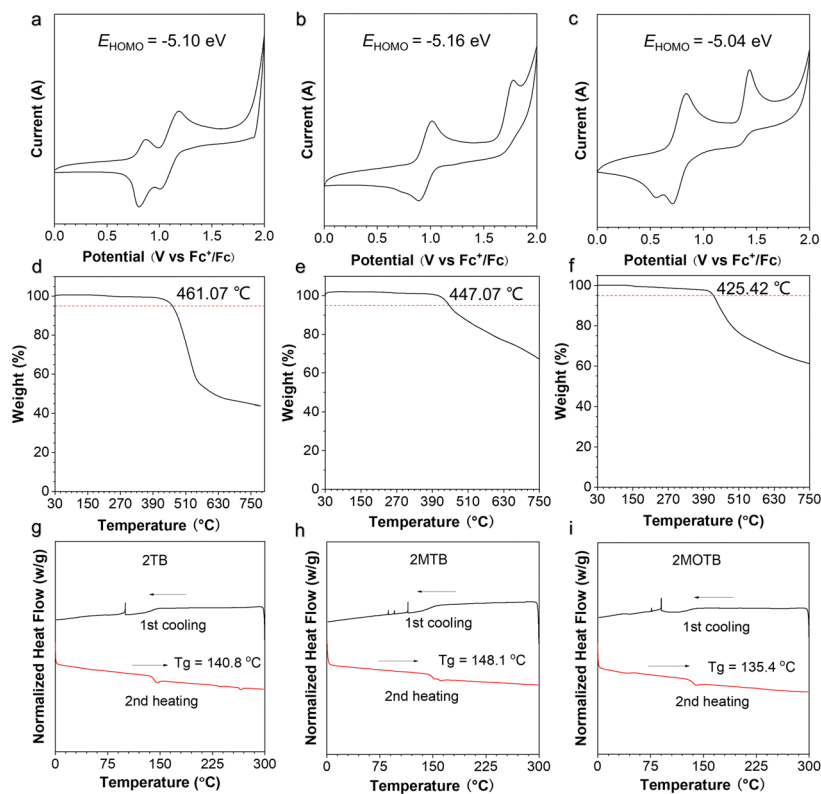 a
E_HOMO = -5.10 eV
Current (A)
0.0 0.5 1.0 1.5 2.0
Potential (V vs Fc⁺/Fc)
b
E_HOMO = -5.16 eV
Current (A)
0.0 0.5 1.0 1.5 2.0
Potential (V vs Fc⁺/Fc)
c
E_HOMO = -5.04 eV
Current (A)
0.0 0.5 1.0 1.5 2.0
Potential (V vs Fc⁺/Fc)
d
461.07 ℃
Weight (%)
100
80
60
40
20
0
30 150 270 390 510 630 750
Temperature (°C)
e
447.07 ℃
Weight (%)
100
80
60
40
20
0
30 150 270 390 510 630 750
Temperature (°C)
f
425.42 ℃
Weight (%)
100
80
60
40
20
0
30 150 270 390 510 630 750
Temperature (°C)
g
2TB
Normalized Heat Flow (w/g)
1st cooling
Tg = 140.8 °C
2nd heating
0 75 150 225 300
Temperature (°C)
h
2MTB
Normalized Heat Flow (w/g)
1st cooling
Tg = 148.1 °C
2nd heating
0 75 150 225 300
Temperature (°C)
i
2MOTB
Normalized Heat Flow (w/g)
1st cooling
Tg = 135.4 °C
2nd heating
0 75 150 225 300
Temperature (°C)